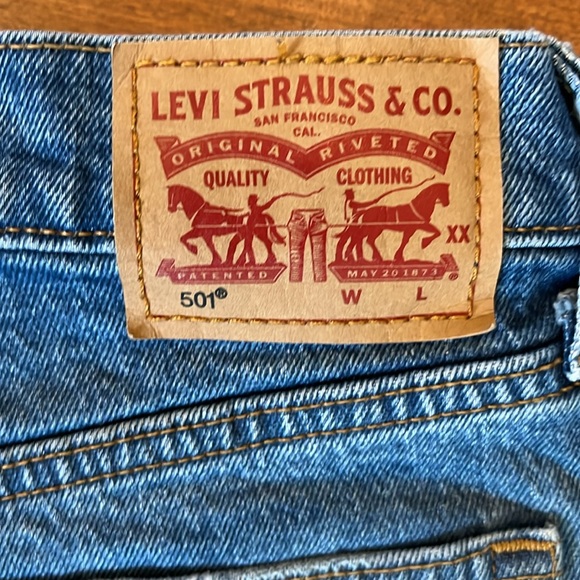 LEVI STRAUSS & CO.
SAN FRANCISCO
CAL.
ORIGINAL RIVETED
QUALITY CLOTHING
XX
PATENTED MAY 20 1873 ®
501® W L